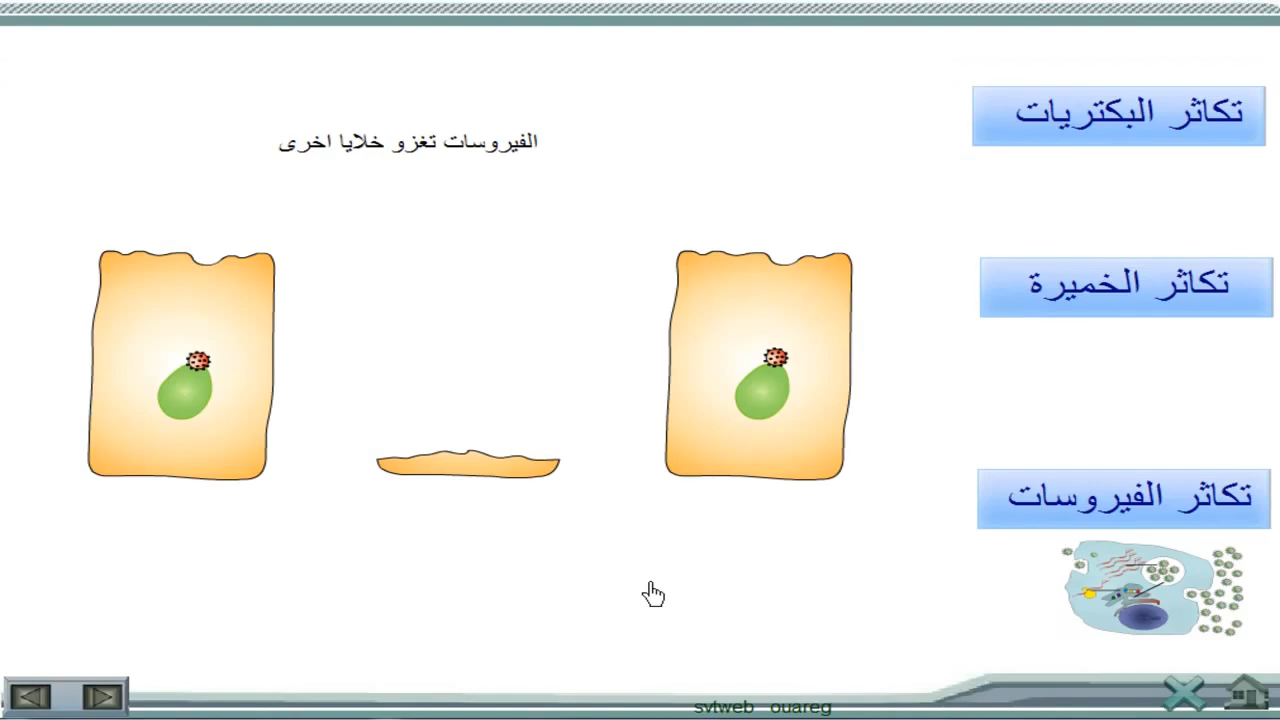 تكاثر البكتريات
الفيروسات تغزو خلايا اخرى
تكاثر الخميرة
تكاثر الفيروسات
svtweb ouareg